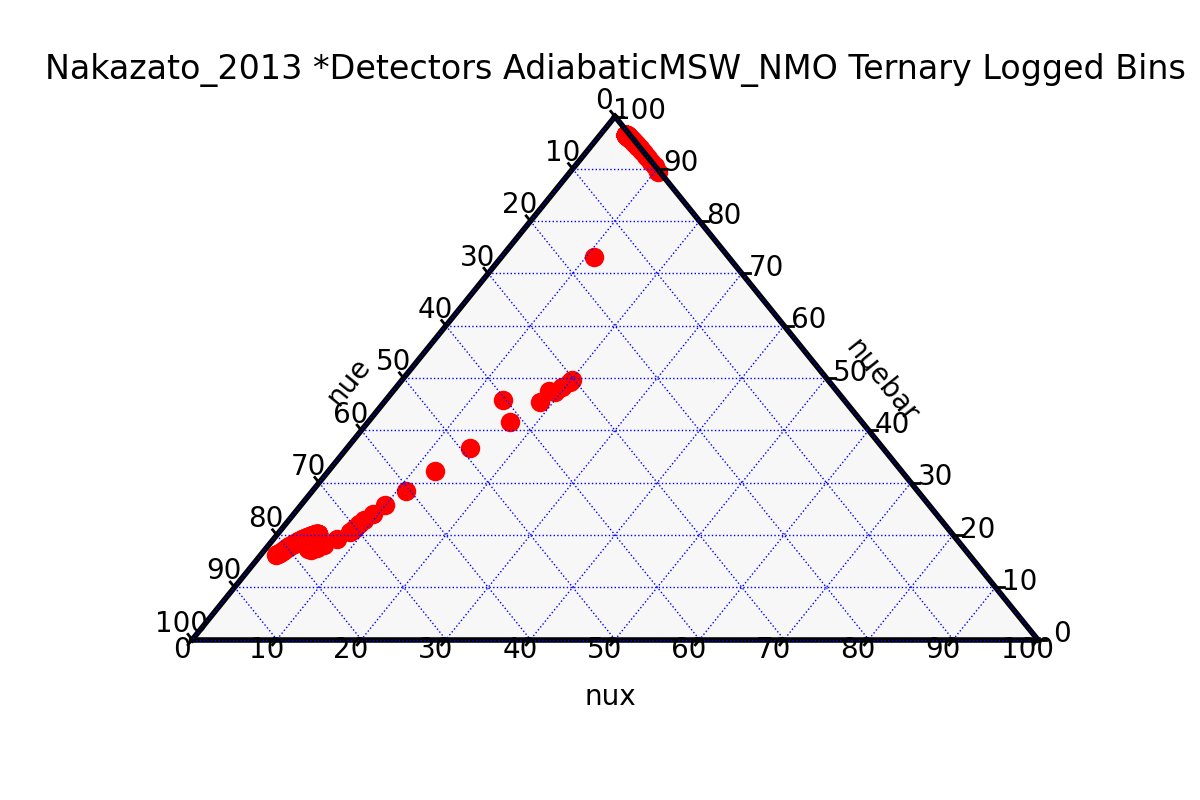 Nakazato_2013 *Detectors AdiabaticMSW_NMO Ternary Logged Bins
0 100
10 90
20 80
30 70
40 60
50 50
nue nuebar
60 40
70 30
80 20
90 10
100 0
0 10 20 30 40 50 60 70 80 90 100
nux